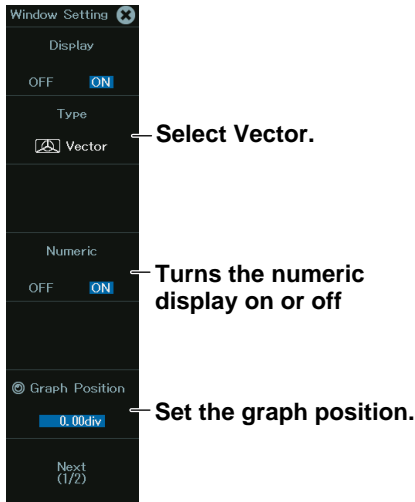 Window Setting
Display
OFF ON
Type
Vector
Select Vector.
Numeric
OFF ON
Turns the numeric
display on or off
Graph Position
0.00div
Set the graph position.
Next
(1/2)